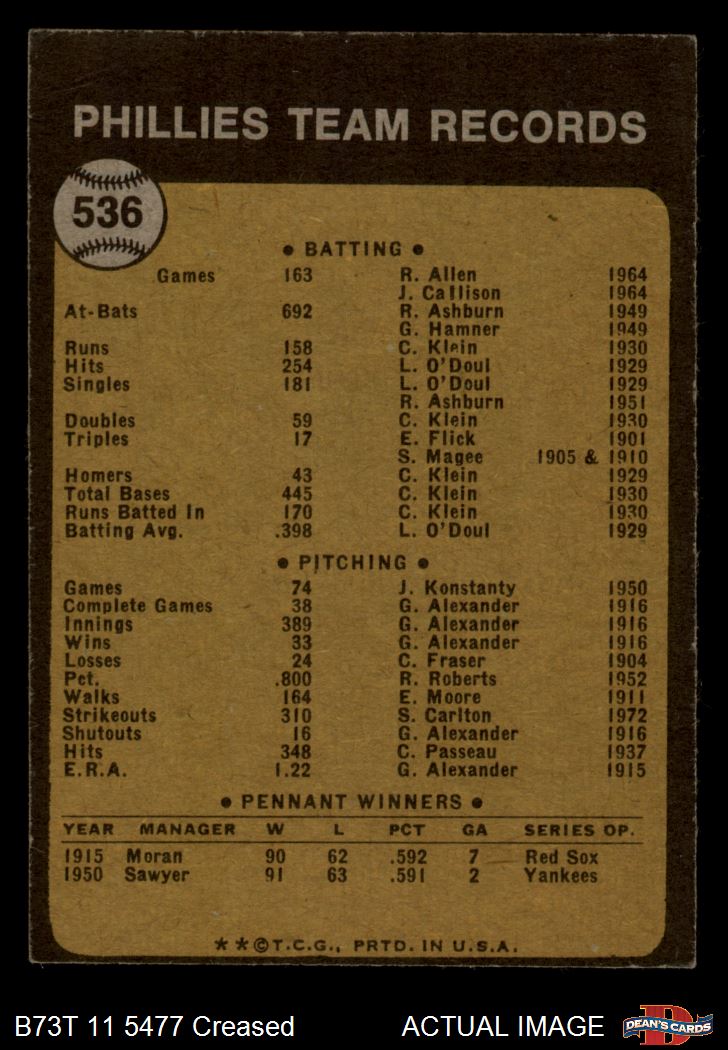 PHILLIES TEAM RECORDS
536
• BATTING •
Games 163 R. Allen 1964
J. Callison 1964
At-Bats 692 R. Ashburn 1949
G. Hamner 1949
Runs 158 C. Klein 1930
Hits 254 L. O'Doul 1929
Singles 181 L. O'Doul 1929
R. Ashburn 1951
Doubles 59 C. Klein 1930
Triples 17 E. Flick 1901
S. Magee 1905 & 1910
Homers 43 C. Klein 1929
Total Bases 445 C. Klein 1930
Runs Batted In 170 C. Klein 1930
Batting Avg. .398 L. O'Doul 1929
• PITCHING •
Games 74 J. Konstanty 1950
Complete Games 38 G. Alexander 1916
Innings 389 G. Alexander 1916
Wins 33 G. Alexander 1916
Losses 24 C. Fraser 1904
Pct. .800 R. Roberts 1952
Walks 164 E. Moore 1911
Strikeouts 310 S. Carlton 1972
Shutouts 16 G. Alexander 1916
Hits 348 C. Passeau 1937
E.R.A. 1.22 G. Alexander 1915
• PENNANT WINNERS •
YEAR MANAGER W L PCT GA SERIES OP.
1915 Moran 90 62 .592 7 Red Sox
1950 Sawyer 91 63 .591 2 Yankees
**©T.C.G., PRTD. IN U.S.A.
B73T 11 5477 Creased ACTUAL IMAGE DEAN'S CARDS